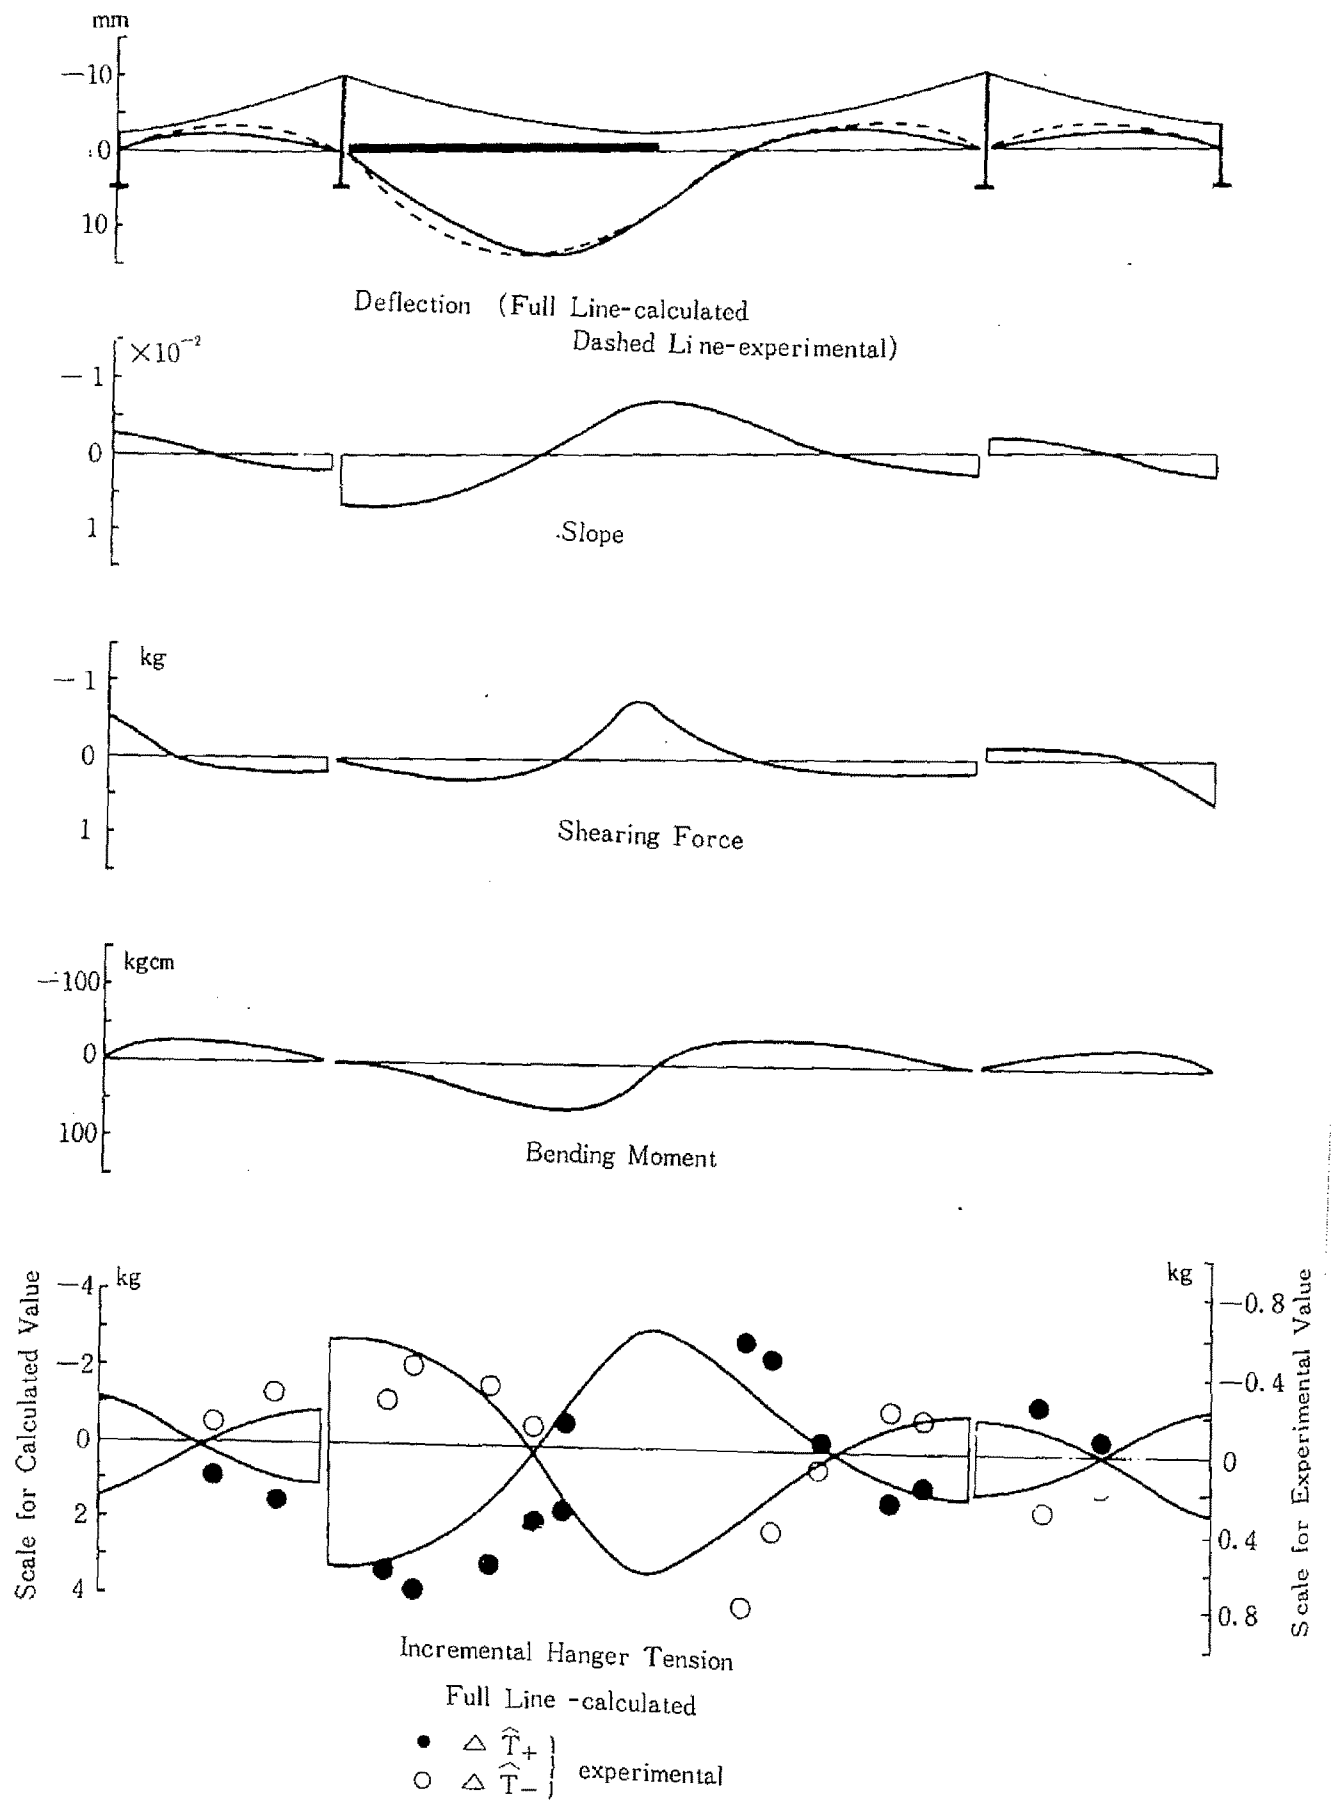 mm
−10
0
10
Deflection (Full Line-calculated
Dashed Line-experimental)
×10⁻²
−1
0
1
Slope
kg
−1
0
1
Shearing Force
kgcm
−100
0
100
Bending Moment
Scale for Calculated Value
−4
−2
0
2
4
kg
kg
−0.8
−0.4
0
0.4
0.8
Scale for Experimental Value
Incremental Hanger Tension
Full Line -calculated
● △ T̂+
○ △ T̂−
} experimental